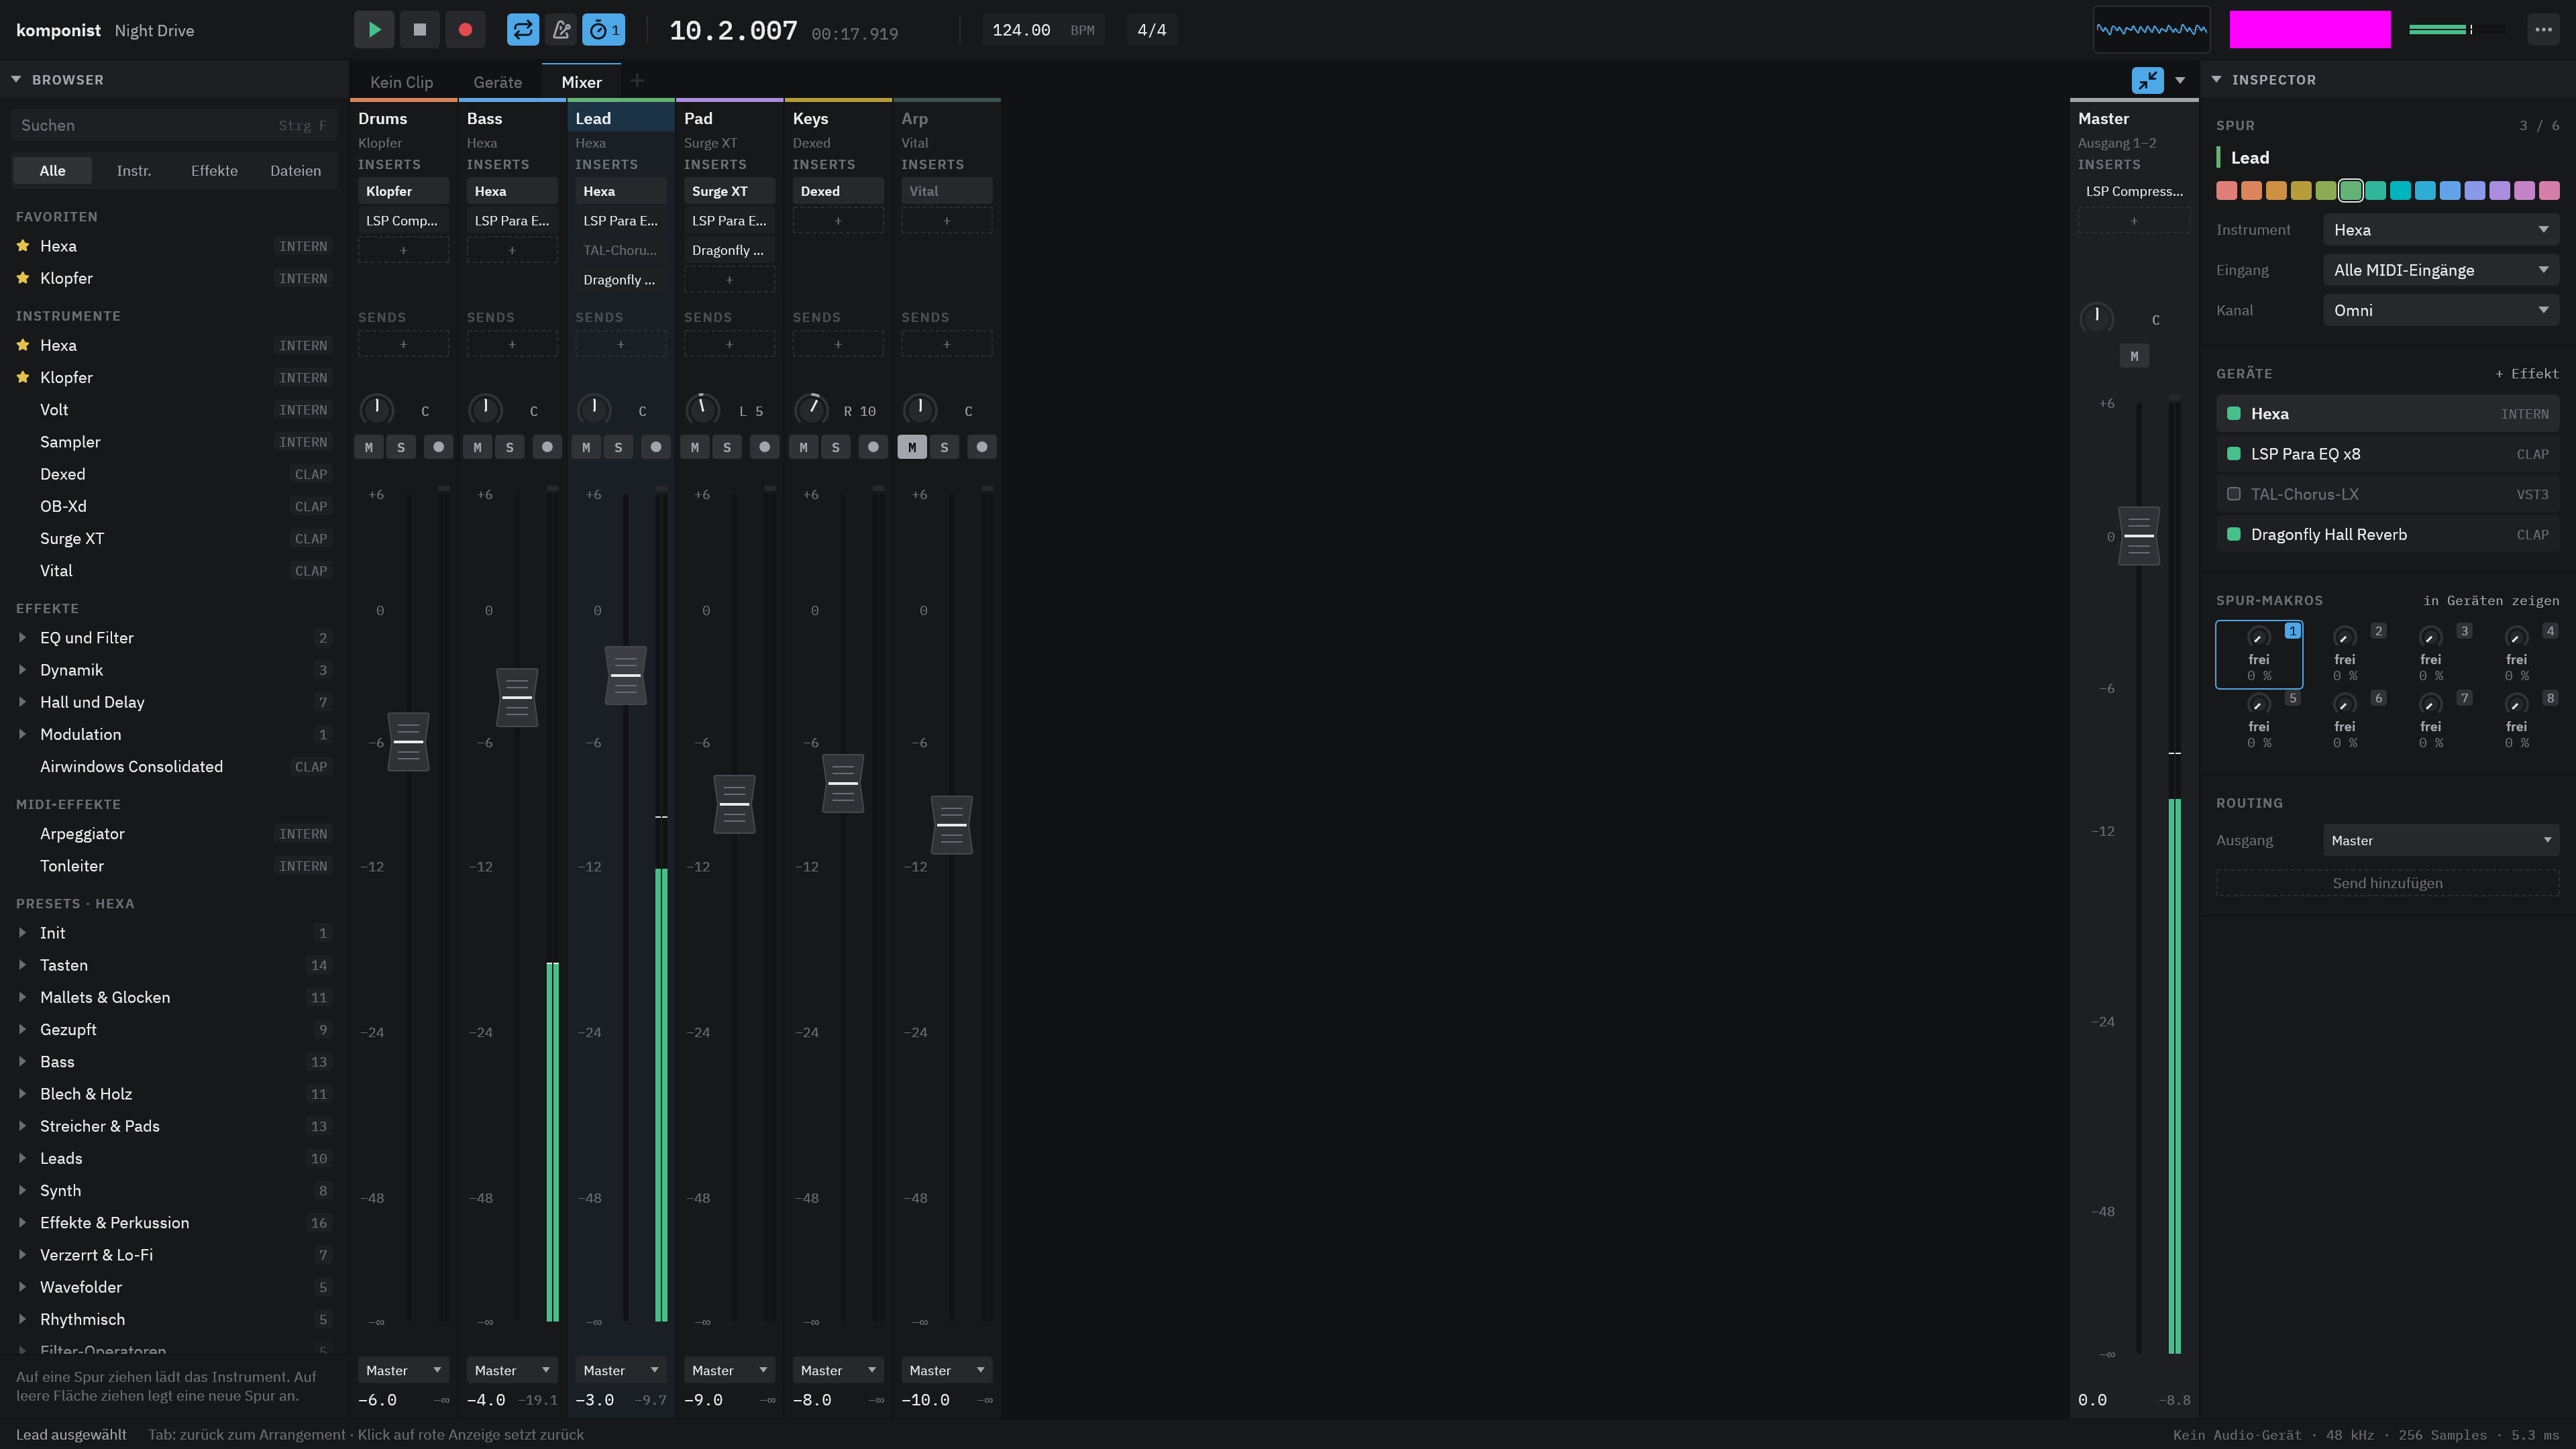 komponist Night Drive
1
10.2.007 00:17.919
124.00 BPM
4/4
BROWSER
Suchen Strg F
Alle Instr. Effekte Dateien
FAVORITEN
Hexa INTERN
Klopfer INTERN
INSTRUMENTE
Hexa INTERN
Klopfer INTERN
Volt INTERN
Sampler INTERN
Dexed CLAP
OB-Xd CLAP
Surge XT CLAP
Vital CLAP
EFFEKTE
EQ und Filter 2
Dynamik 3
Hall und Delay 7
Modulation 1
Airwindows Consolidated CLAP
MIDI-EFFEKTE
Arpeggiator INTERN
Tonleiter INTERN
PRESETS · HEXA
Init 1
Tasten 14
Mallets & Glocken 11
Gezupft 9
Bass 13
Blech & Holz 11
Streicher & Pads 13
Leads 10
Synth 8
Effekte & Perkussion 16
Verzerrt & Lo-Fi 7
Wavefolder 5
Rhythmisch 5
Filter-Operatoren 5
Auf eine Spur ziehen lädt das Instrument. Auf
leere Fläche ziehen legt eine neue Spur an.
Kein Clip Geräte Mixer +
Drums
Klopfer
INSERTS
Klopfer
LSP Comp...
+
SENDS
+
C
M S
+6
0
−6
−12
−24
−48
−∞
Master
−6.0 −∞
Bass
Hexa
INSERTS
Hexa
LSP Para E...
+
SENDS
+
C
M S
+6
0
−6
−12
−24
−48
−∞
Master
−4.0 −19.1
Lead
Hexa
INSERTS
Hexa
LSP Para E...
TAL-Choru...
Dragonfly ...
SENDS
+
C
M S
+6
0
−6
−12
−24
−48
−∞
Master
−3.0 −9.7
Pad
Surge XT
INSERTS
Surge XT
LSP Para E...
Dragonfly ...
+
SENDS
+
L 5
M S
+6
0
−6
−12
−24
−48
−∞
Master
−9.0 −∞
Keys
Dexed
INSERTS
Dexed
+
SENDS
+
R 10
M S
+6
0
−6
−12
−24
−48
−∞
Master
−8.0 −∞
Arp
Vital
INSERTS
Vital
+
SENDS
+
C
M S
+6
0
−6
−12
−24
−48
−∞
Master
−10.0 −∞
Master
Ausgang 1–2
INSERTS
LSP Compress...
+
C
M
+6
0
−6
−12
−24
−48
−∞
0.0 −8.8
INSPECTOR
SPUR 3 / 6
Lead
Instrument Hexa
Eingang Alle MIDI-Eingänge
Kanal Omni
GERÄTE + Effekt
Hexa INTERN
LSP Para EQ x8 CLAP
TAL-Chorus-LX VST3
Dragonfly Hall Reverb CLAP
SPUR-MAKROS in Geräten zeigen
1 2 3 4
frei frei frei frei
0 % 0 % 0 % 0 %
5 6 7 8
frei frei frei frei
0 % 0 % 0 % 0 %
ROUTING
Ausgang Master
Send hinzufügen
Lead ausgewählt Tab: zurück zum Arrangement · Klick auf rote Anzeige setzt zurück
Kein Audio-Gerät · 48 kHz · 256 Samples · 5.3 ms